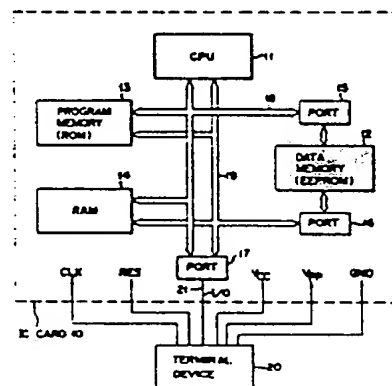 CPU
11
13
PROGRAM
MEMORY
(ROM)
18
15
PORT
12
DATA
MEMORY
(EEPROM)
14
RAM
19
PORT
16
PORT
17
CLK
RES
21
I/O
VCC
Vpp
GND
IC CARD 10
TERMINAL
DEVICE
20